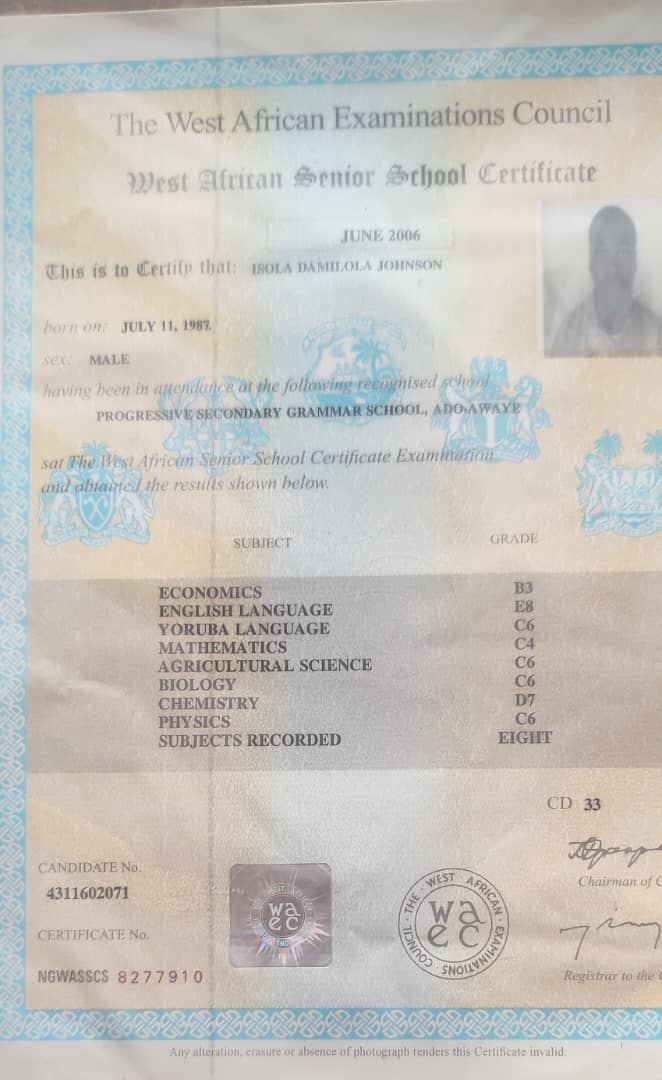 The West African Examinations Council
West African Senior School Certificate
JUNE 2006
This is to Certify that: ISOLA DAMILOLA JOHNSON
born on: JULY 11, 1987.
sex: MALE
having been in attendance at the following recognised school
PROGRESSIVE SECONDARY GRAMMAR SCHOOL, ADO-AWAYE
sat The West African Senior School Certificate Examination
and obtained the results shown below.
SUBJECT GRADE
ECONOMICS B3
ENGLISH LANGUAGE E8
YORUBA LANGUAGE C6
MATHEMATICS C4
AGRICULTURAL SCIENCE C6
BIOLOGY C6
CHEMISTRY D7
PHYSICS C6
SUBJECTS RECORDED EIGHT
CD 33
Chairman of C
CANDIDATE No.
4311602071
CERTIFICATE No.
NGWASSCS 8277910
waec
THE WEST AFRICAN EXAMINATIONS COUNCIL
waec
Registrar to the
Any alteration, erasure or absence of photograph renders this Certificate invalid.